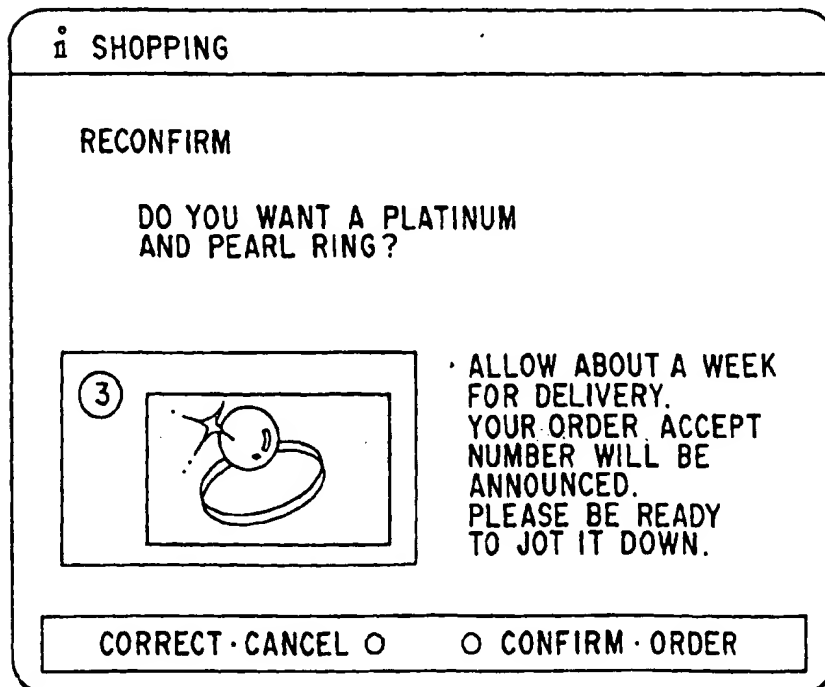 i SHOPPING
RECONFIRM
DO YOU WANT A PLATINUM
AND PEARL RING?
3
· ALLOW ABOUT A WEEK
FOR DELIVERY.
YOUR ORDER ACCEPT
NUMBER WILL BE
ANNOUNCED.
PLEASE BE READY
TO JOT IT DOWN.
CORRECT · CANCEL O O CONFIRM · ORDER